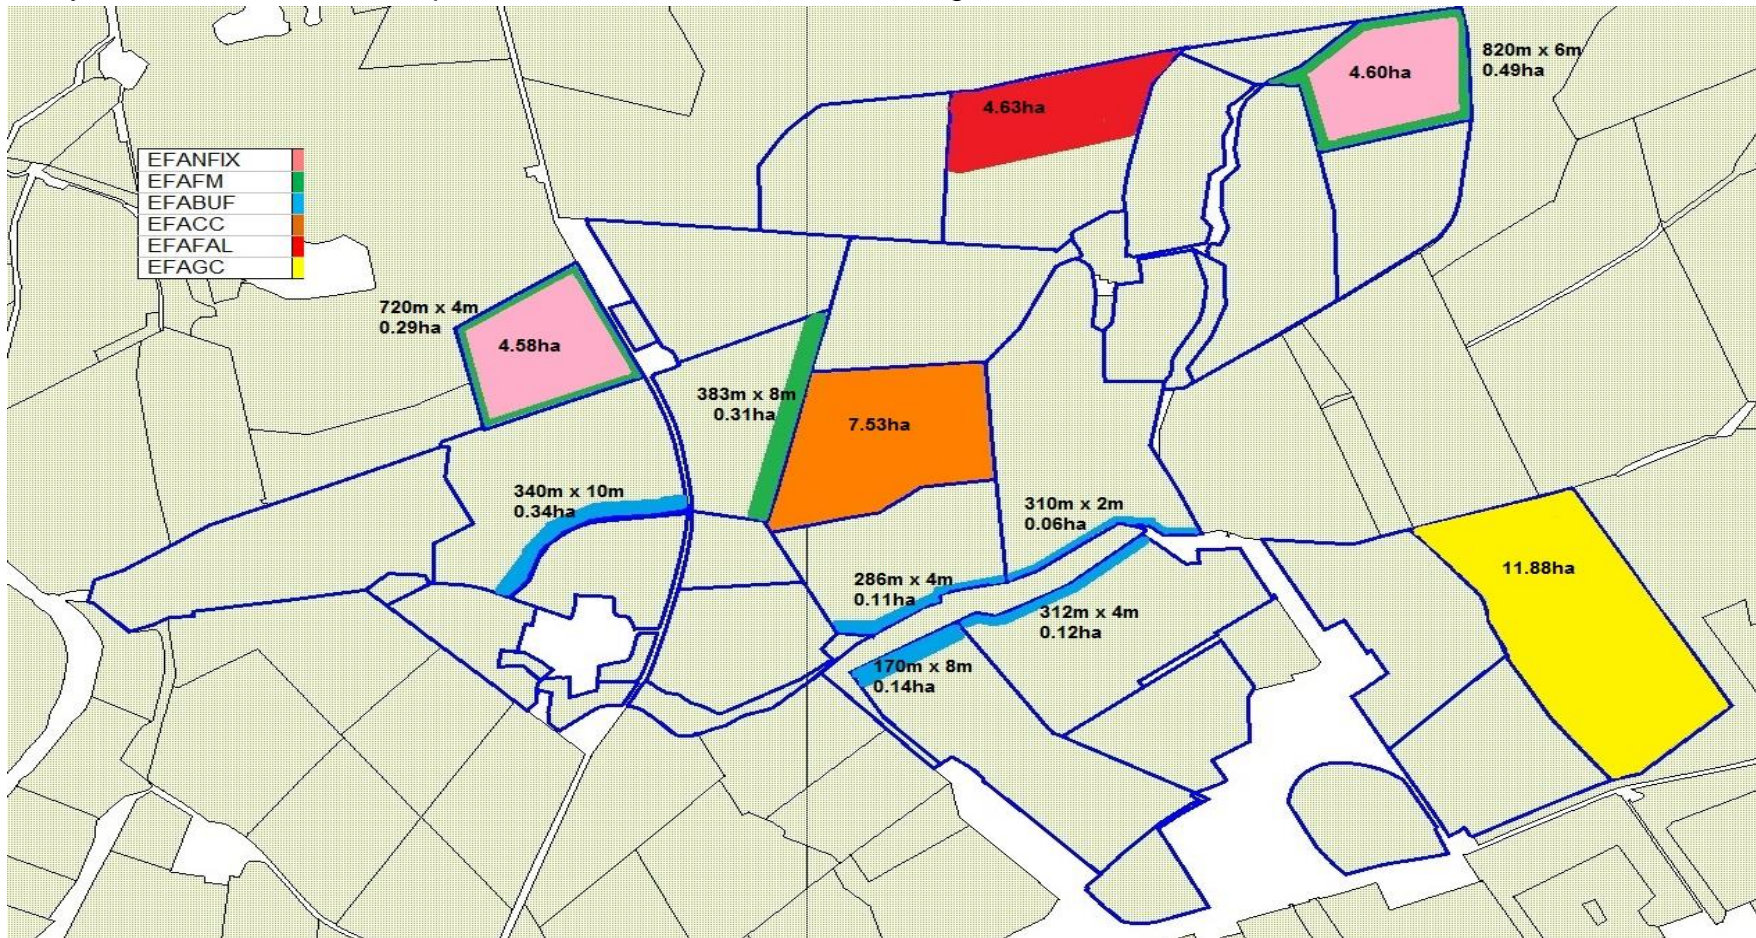 820m x 6m
0.49ha
4.60ha
4.63ha
EFANFIX
EFAFM
EFABUF
EFACC
EFAFAL
EFAGC
720m x 4m
0.29ha
4.58ha
383m x 8m
0.31ha
7.53ha
340m x 10m
0.34ha
310m x 2m
0.06ha
11.88ha
286m x 4m
0.11ha
312m x 4m
0.12ha
170m x 8m
0.14ha